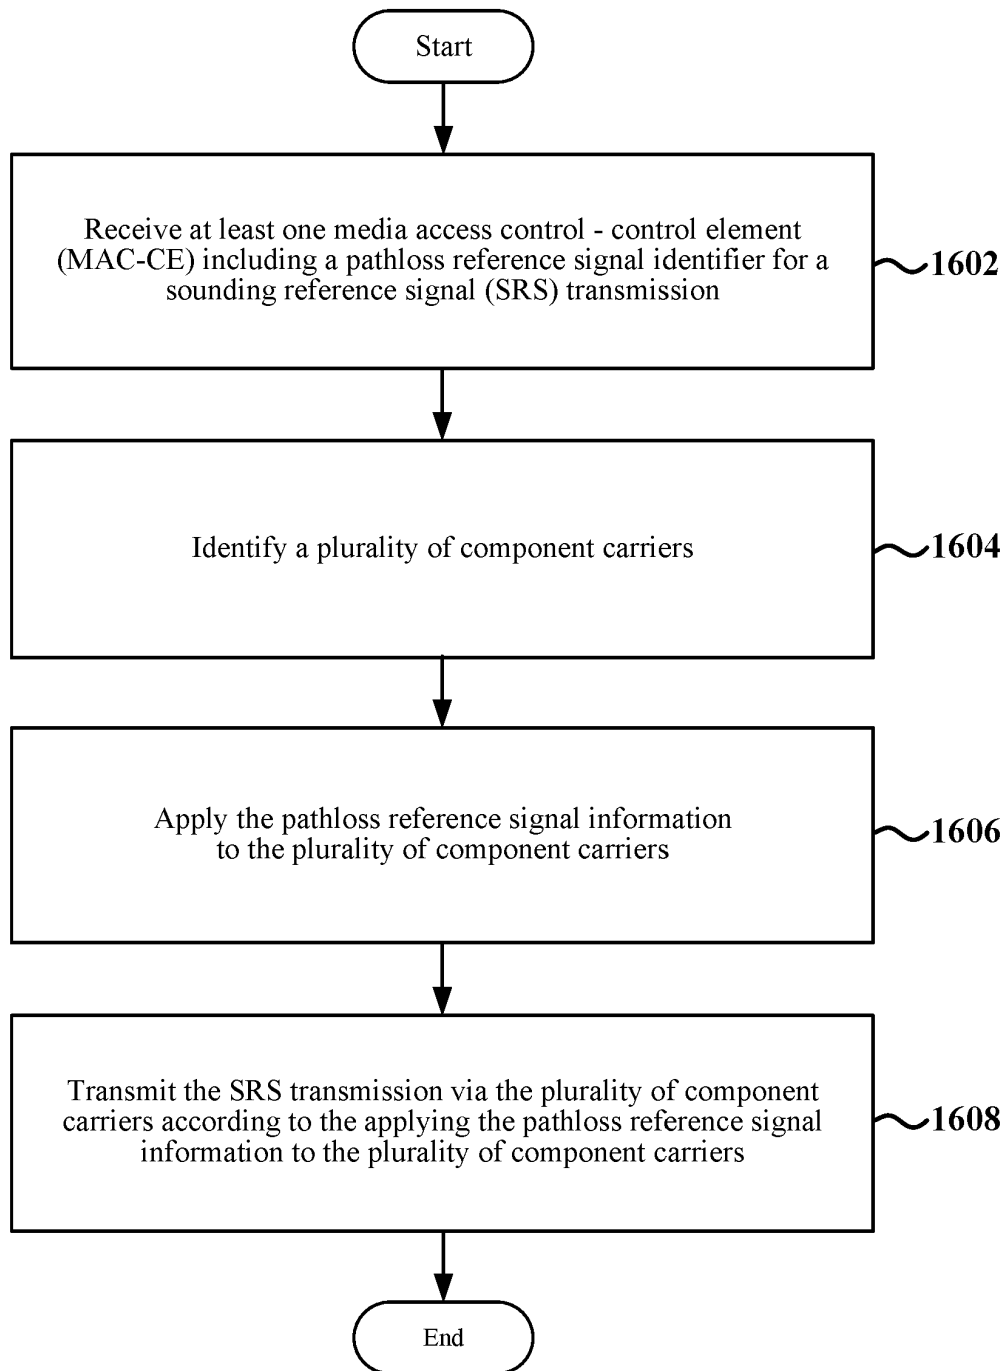 Start
Receive at least one media access control - control element
(MAC-CE) including a pathloss reference signal identifier for a
sounding reference signal (SRS) transmission
1602
Identify a plurality of component carriers
1604
Apply the pathloss reference signal information
to the plurality of component carriers
1606
Transmit the SRS transmission via the plurality of component
carriers according to the applying the pathloss reference signal
information to the plurality of component carriers
1608
End